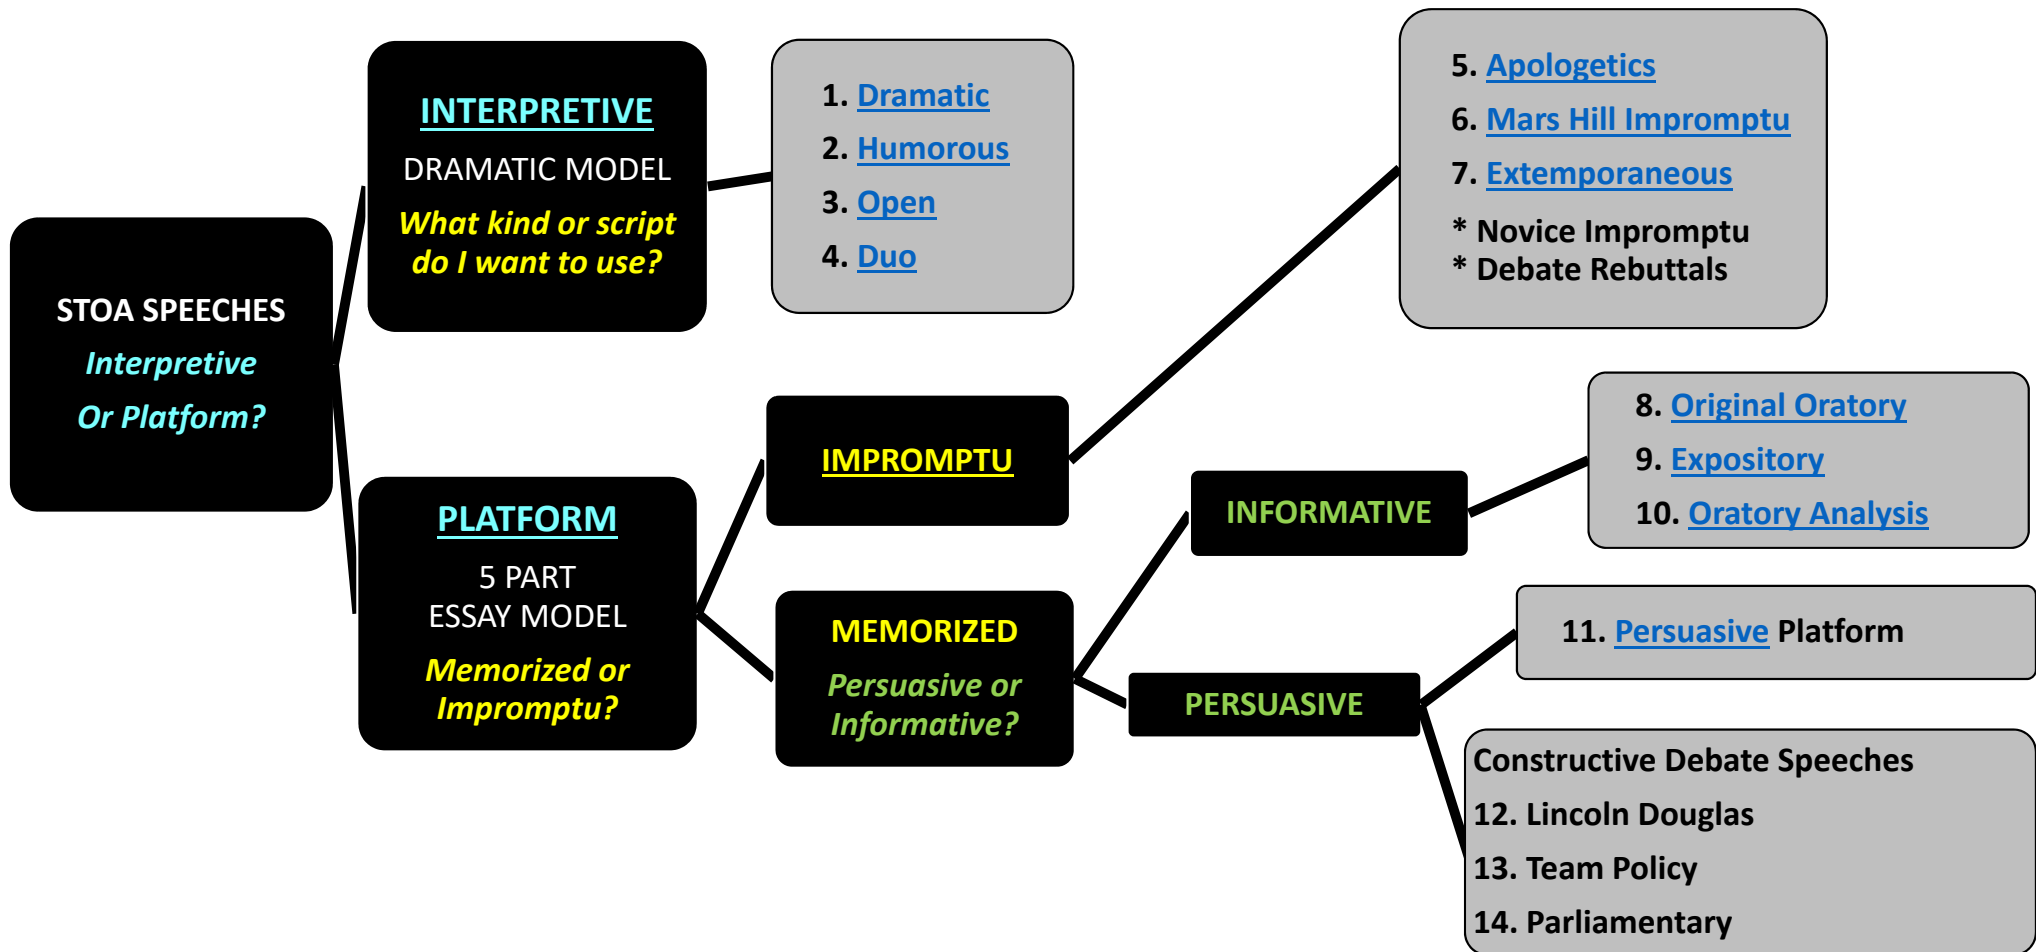 STOA SPEECHES
Interpretive
Or Platform?
INTERPRETIVE
DRAMATIC MODEL
What kind or script
do I want to use?
1. Dramatic
2. Humorous
3. Open
4. Duo
PLATFORM
5 PART
ESSAY MODEL
Memorized or
Impromptu?
IMPROMPTU
5. Apologetics
6. Mars Hill Impromptu
7. Extemporaneous
* Novice Impromptu
* Debate Rebuttals
MEMORIZED
Persuasive or
Informative?
INFORMATIVE
8. Original Oratory
9. Expository
10. Oratory Analysis
PERSUASIVE
11. Persuasive Platform
Constructive Debate Speeches
12. Lincoln Douglas
13. Team Policy
14. Parliamentary